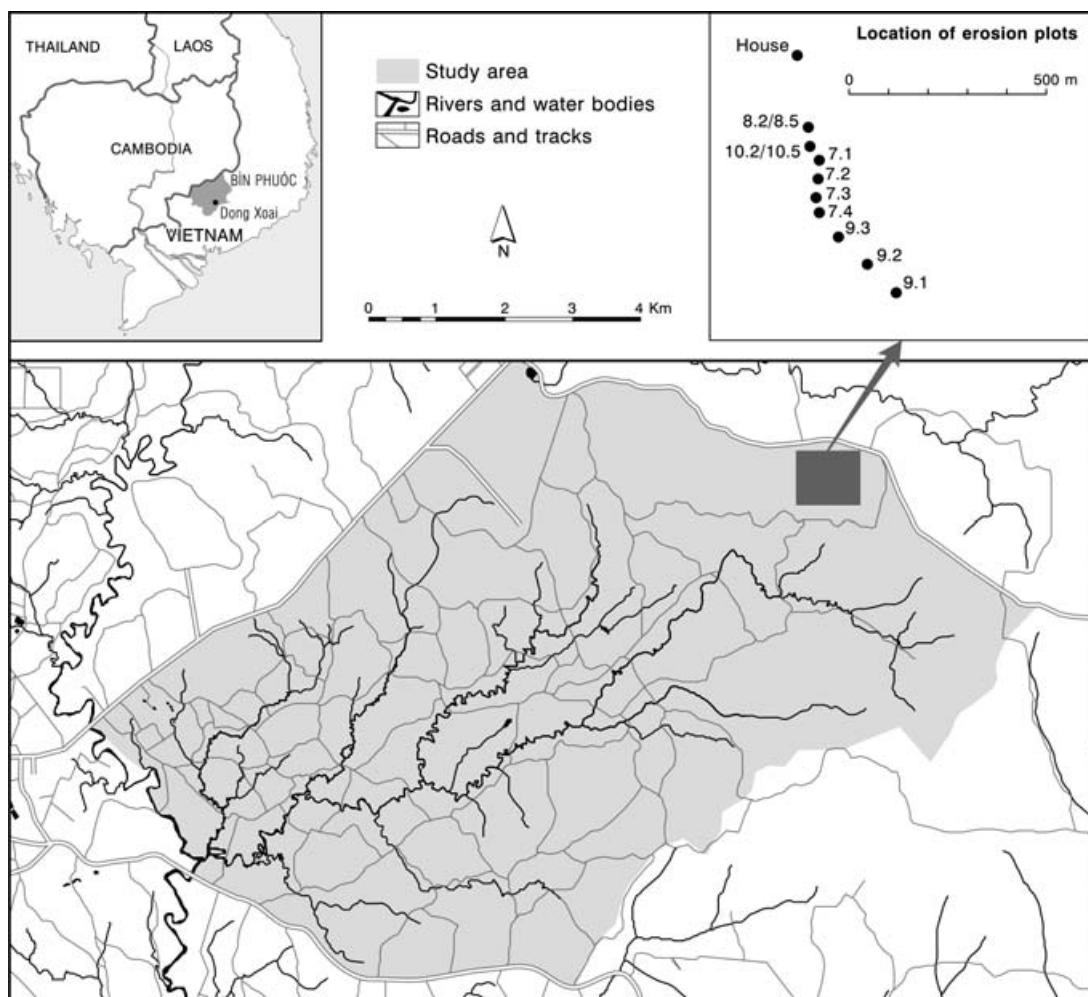 THAILAND
LAOS
CAMBODIA
BÌN PHUÓC
Dong Xoai
VIETNAM
Study area
Rivers and water bodies
Roads and tracks
N
0 1 2 3 4 Km
Location of erosion plots
House
0 500 m
8.2/8.5
10.2/10.5
7.1
7.2
7.3
7.4
9.3
9.2
9.1